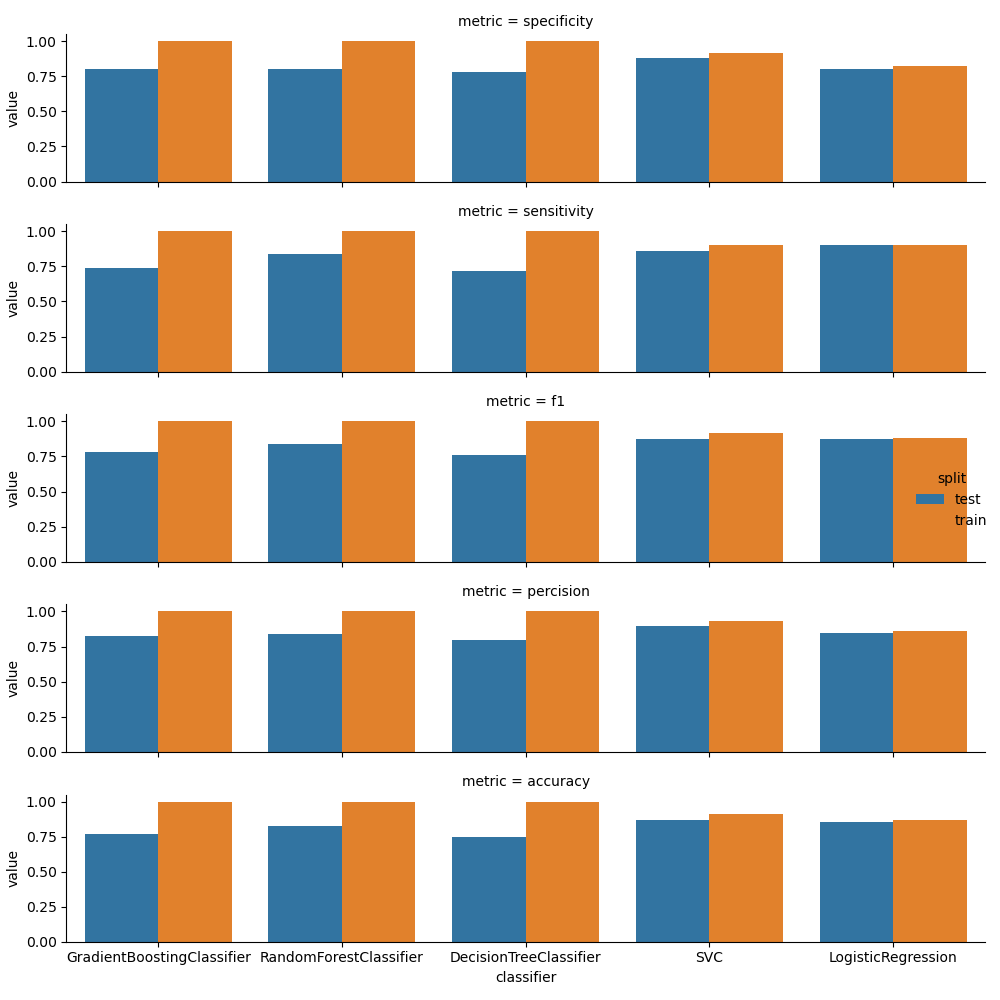 metric = specificity
1.00
0.75
0.50
0.25
0.00
value
metric = sensitivity
1.00
0.75
0.50
0.25
0.00
value
metric = f1
1.00
0.75
0.50
0.25
0.00
value
split
test
train
metric = percision
1.00
0.75
0.50
0.25
0.00
value
metric = accuracy
1.00
0.75
0.50
0.25
0.00
value
GradientBoostingClassifier RandomForestClassifier DecisionTreeClassifier SVC LogisticRegression
classifier